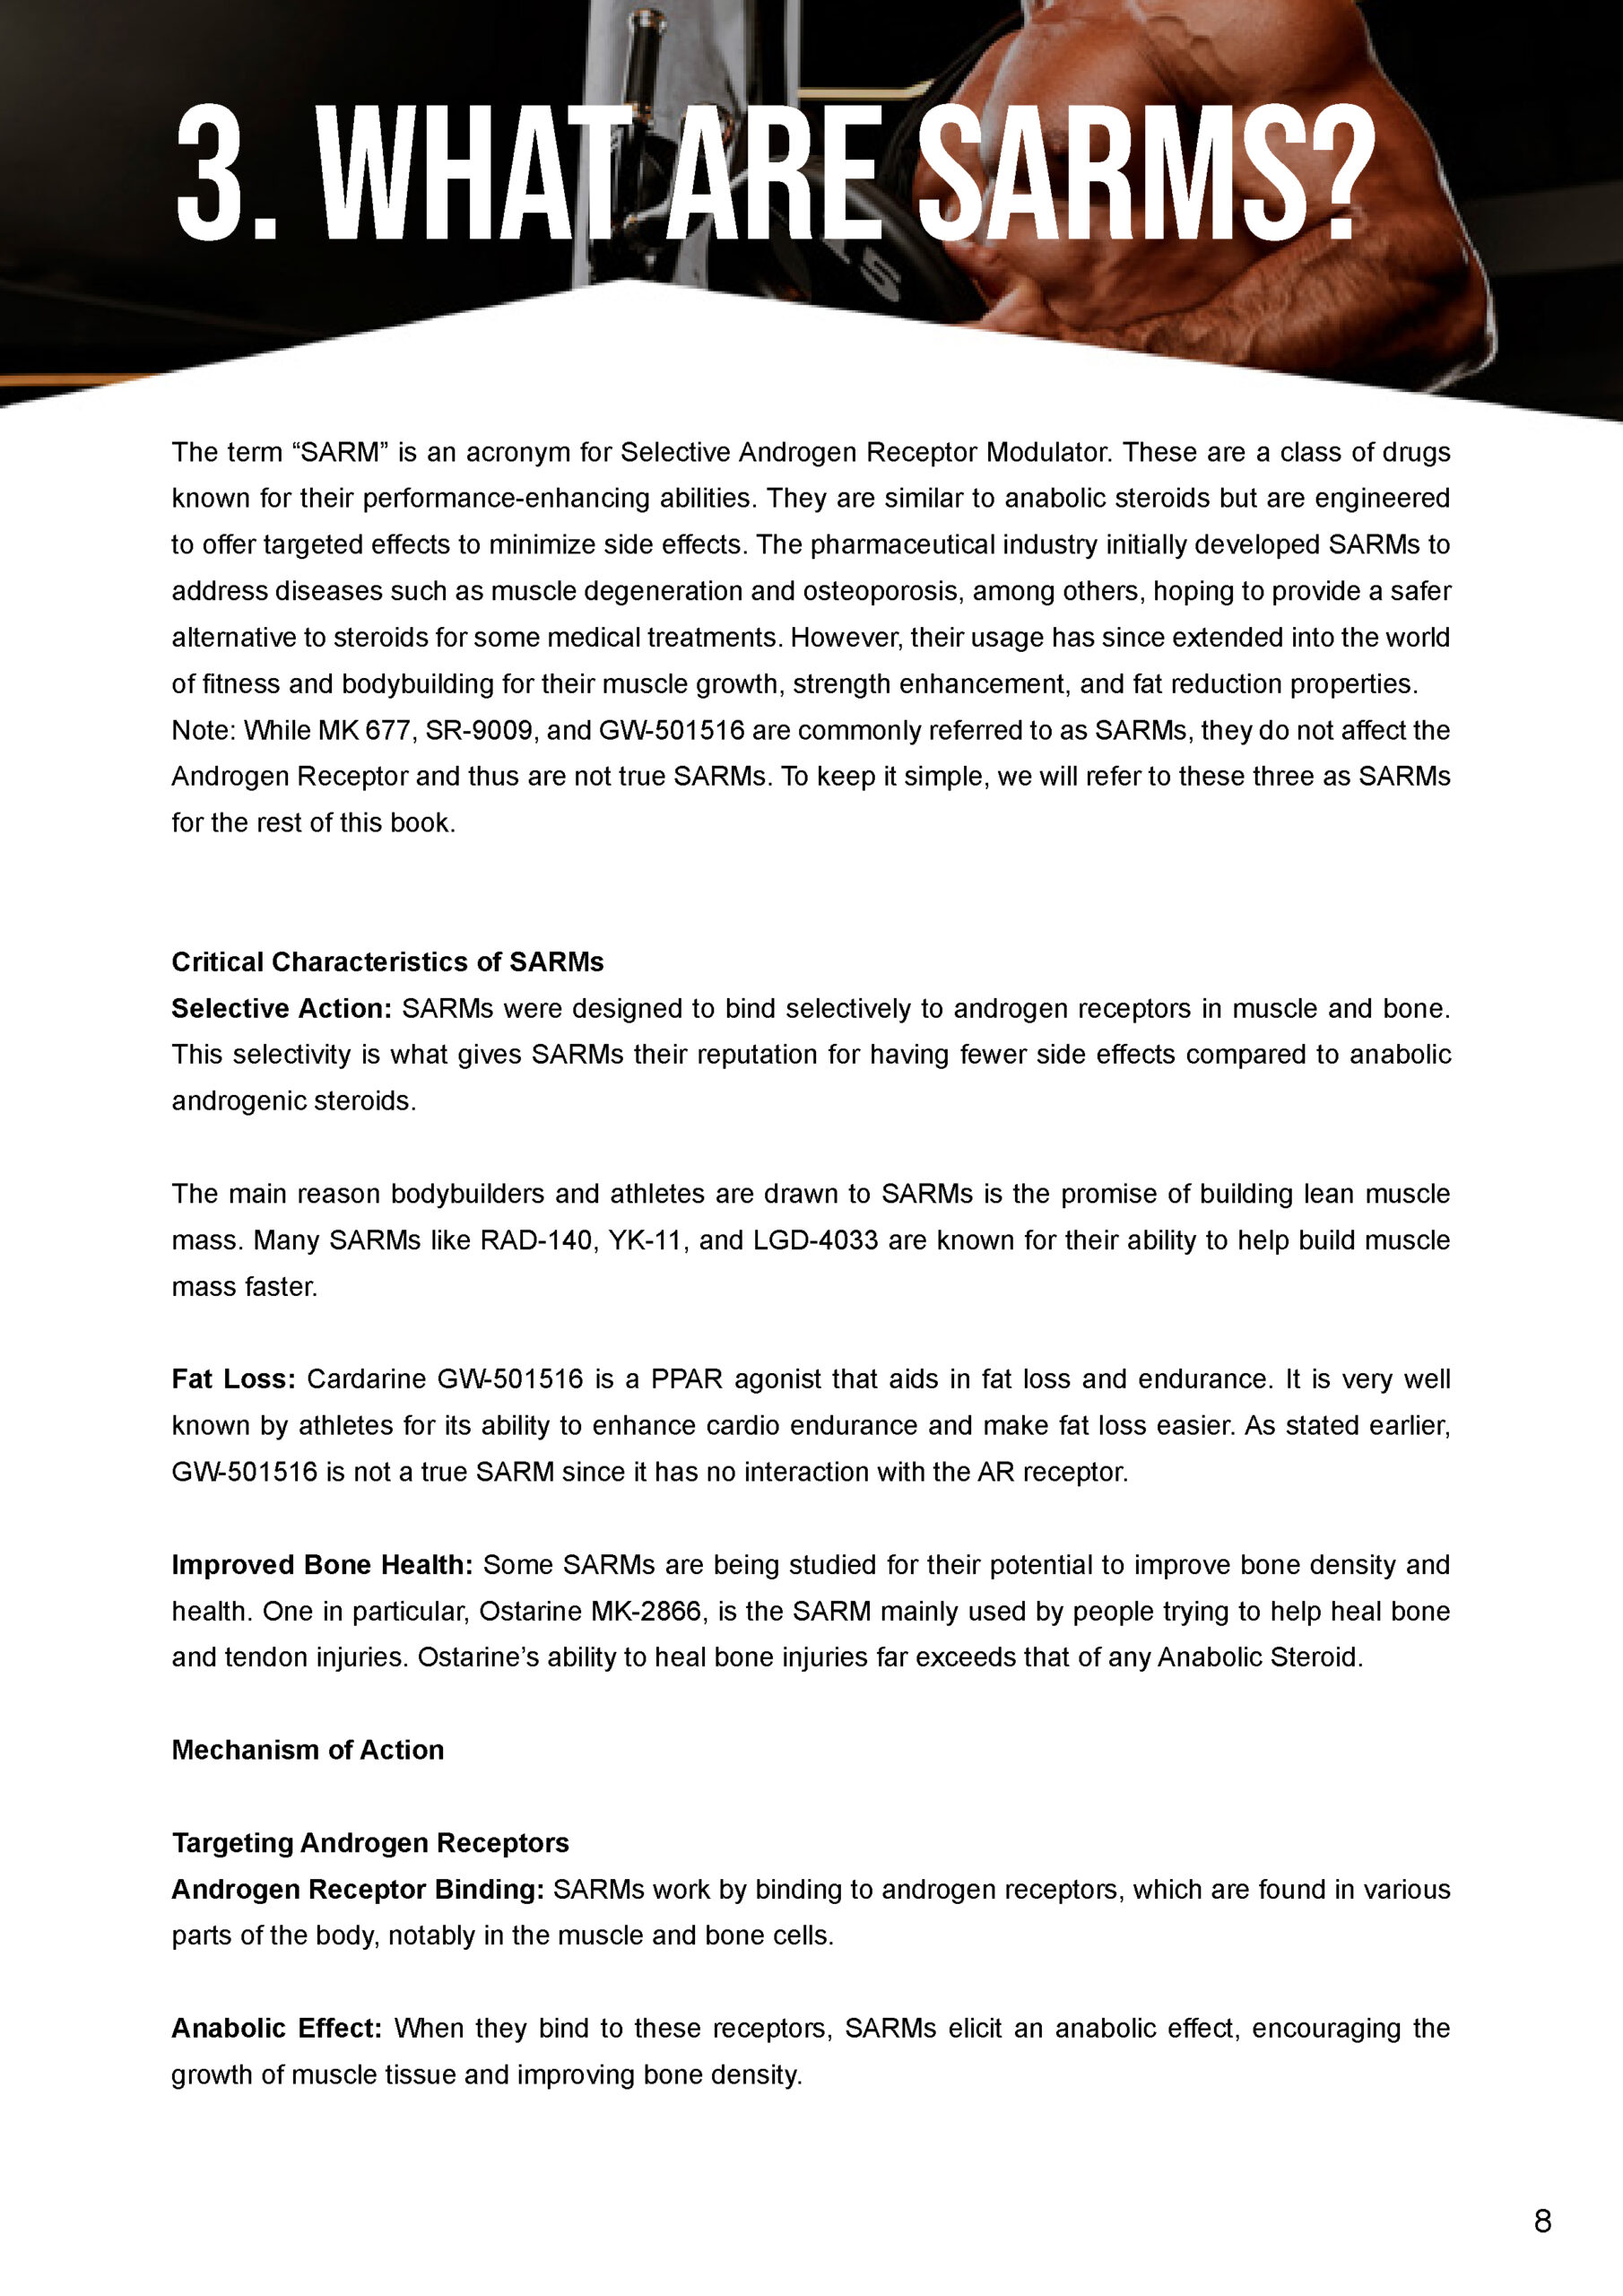 3. WHAT ARE SARMS?
The term “SARM” is an acronym for Selective Androgen Receptor Modulator. These are a class of drugs
known for their performance-enhancing abilities. They are similar to anabolic steroids but are engineered
to offer targeted effects to minimize side effects. The pharmaceutical industry initially developed SARMs to
address diseases such as muscle degeneration and osteoporosis, among others, hoping to provide a safer
alternative to steroids for some medical treatments. However, their usage has since extended into the world
of fitness and bodybuilding for their muscle growth, strength enhancement, and fat reduction properties.
Note: While MK 677, SR-9009, and GW-501516 are commonly referred to as SARMs, they do not affect the
Androgen Receptor and thus are not true SARMs. To keep it simple, we will refer to these three as SARMs
for the rest of this book.
Critical Characteristics of SARMs
Selective Action: SARMs were designed to bind selectively to androgen receptors in muscle and bone.
This selectivity is what gives SARMs their reputation for having fewer side effects compared to anabolic
androgenic steroids.
The main reason bodybuilders and athletes are drawn to SARMs is the promise of building lean muscle
mass. Many SARMs like RAD-140, YK-11, and LGD-4033 are known for their ability to help build muscle
mass faster.
Fat Loss: Cardarine GW-501516 is a PPAR agonist that aids in fat loss and endurance. It is very well
known by athletes for its ability to enhance cardio endurance and make fat loss easier. As stated earlier,
GW-501516 is not a true SARM since it has no interaction with the AR receptor.
Improved Bone Health: Some SARMs are being studied for their potential to improve bone density and
health. One in particular, Ostarine MK-2866, is the SARM mainly used by people trying to help heal bone
and tendon injuries. Ostarine’s ability to heal bone injuries far exceeds that of any Anabolic Steroid.
Mechanism of Action
Targeting Androgen Receptors
Androgen Receptor Binding: SARMs work by binding to androgen receptors, which are found in various
parts of the body, notably in the muscle and bone cells.
Anabolic Effect: When they bind to these receptors, SARMs elicit an anabolic effect, encouraging the
growth of muscle tissue and improving bone density.
8